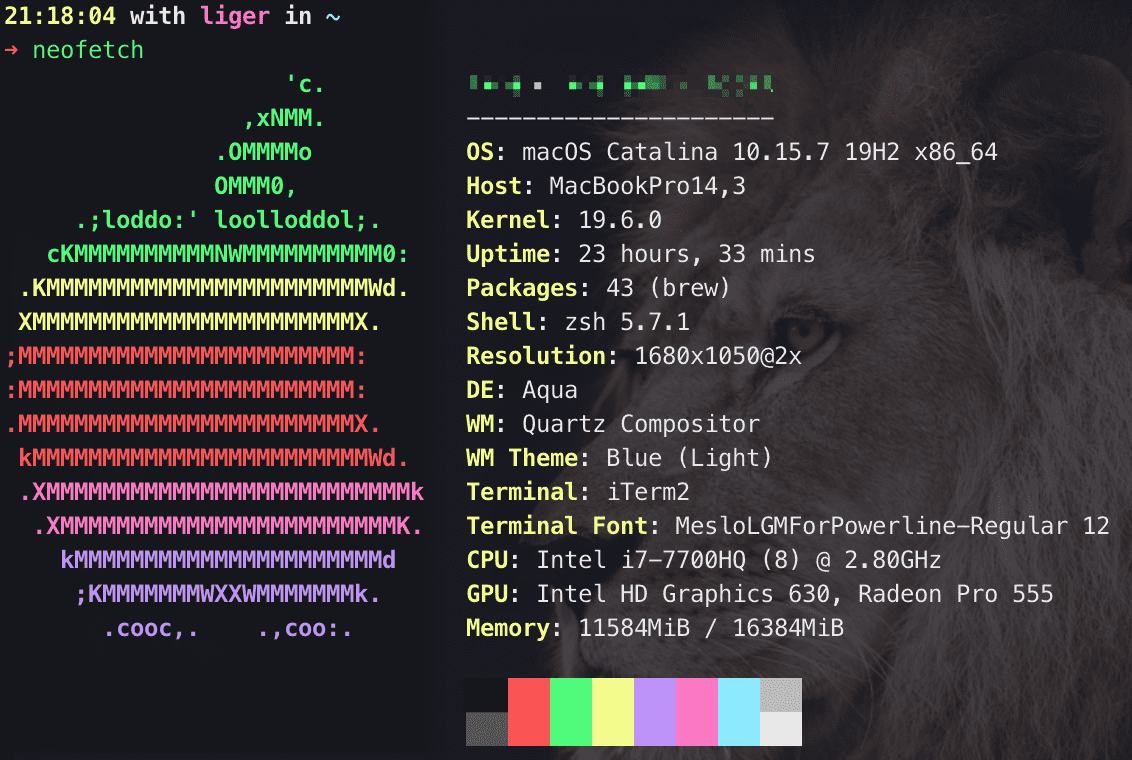 21:18:04 with liger in ~
→ neofetch
'c.
,xNMM.
----------------------
.OMMMMo
OS: macOS Catalina 10.15.7 19H2 x86_64
OMMM0,
Host: MacBookPro14,3
.;loddo:' loolloddol;.
Kernel: 19.6.0
cKMMMMMMMMMMNWMMMMMMMMMM0:
Uptime: 23 hours, 33 mins
.KMMMMMMMMMMMMMMMMMMMMMMMWd.
Packages: 43 (brew)
XMMMMMMMMMMMMMMMMMMMMMMMX.
Shell: zsh 5.7.1
;MMMMMMMMMMMMMMMMMMMMMMMM:
Resolution: 1680x1050@2x
:MMMMMMMMMMMMMMMMMMMMMMMM:
DE: Aqua
.MMMMMMMMMMMMMMMMMMMMMMMMX.
WM: Quartz Compositor
kMMMMMMMMMMMMMMMMMMMMMMMMWd.
WM Theme: Blue (Light)
.XMMMMMMMMMMMMMMMMMMMMMMMMMMk
Terminal: iTerm2
.XMMMMMMMMMMMMMMMMMMMMMMMMK.
Terminal Font: MesloLGMForPowerline-Regular 12
kMMMMMMMMMMMMMMMMMMMMMMd
CPU: Intel i7-7700HQ (8) @ 2.80GHz
;KMMMMMMMWXXWMMMMMMMk.
GPU: Intel HD Graphics 630, Radeon Pro 555
.cooc,. .,coo:.
Memory: 11584MiB / 16384MiB